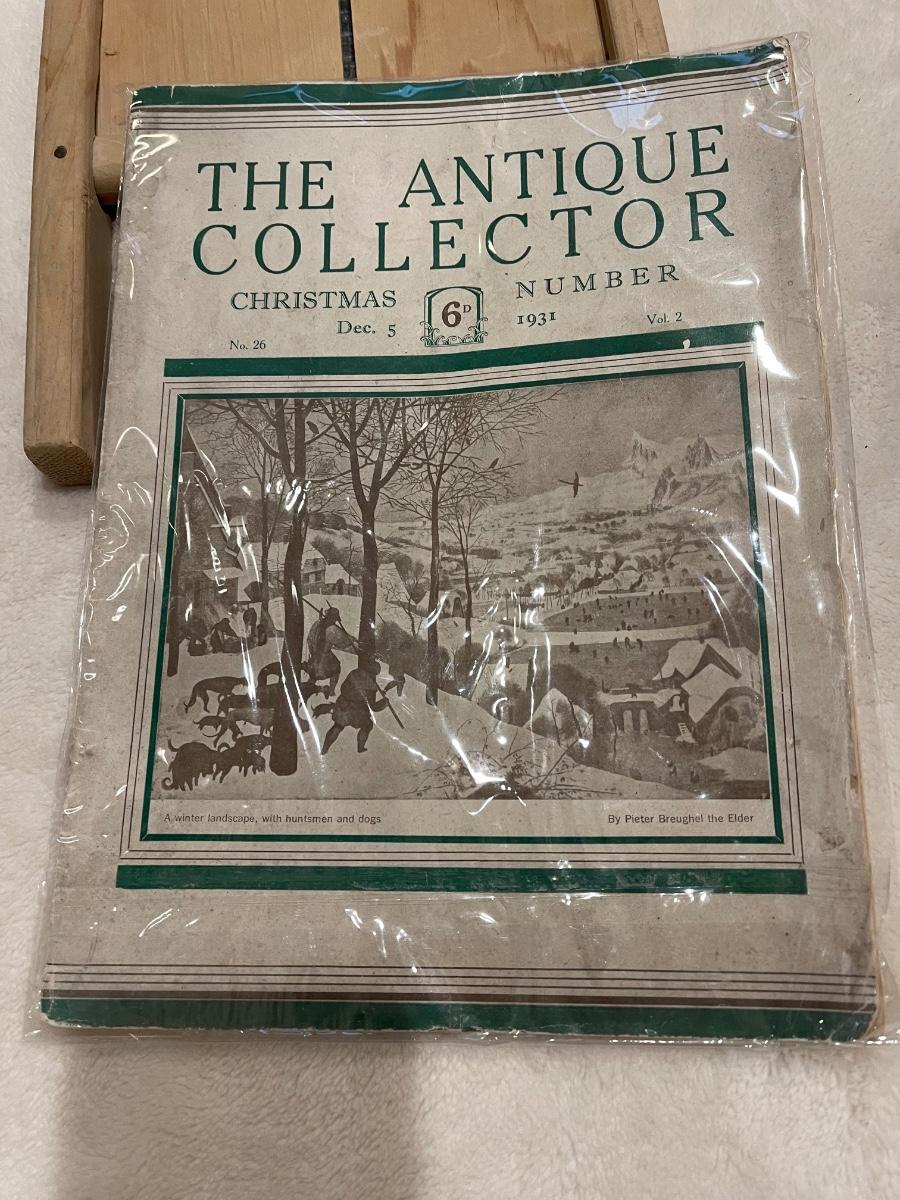 THE ANTIQUE
COLLECTOR
CHRISTMAS 6D NUMBER
Dec. 5 1931
No. 26 Vol. 2
A winter landscape, with huntsmen and dogs By Pieter Breughel the Elder